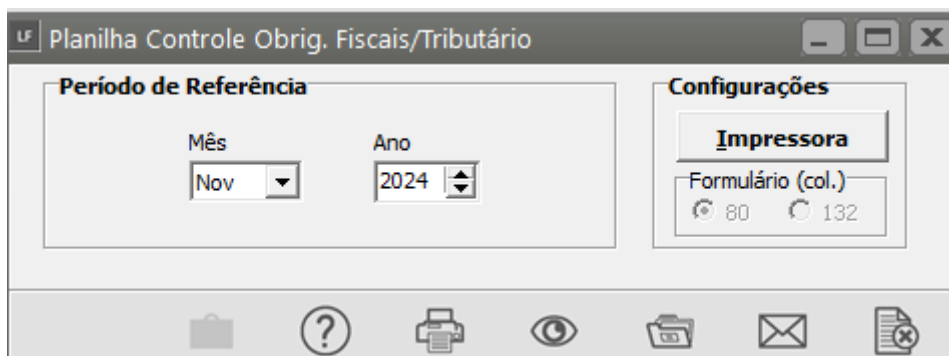 LF Planilha Controle Obrig. Fiscais/Tributário
Período de Referência
Mês Ano
Nov 2024
Configurações
Impressora
Formulário (col.)
80 132
?